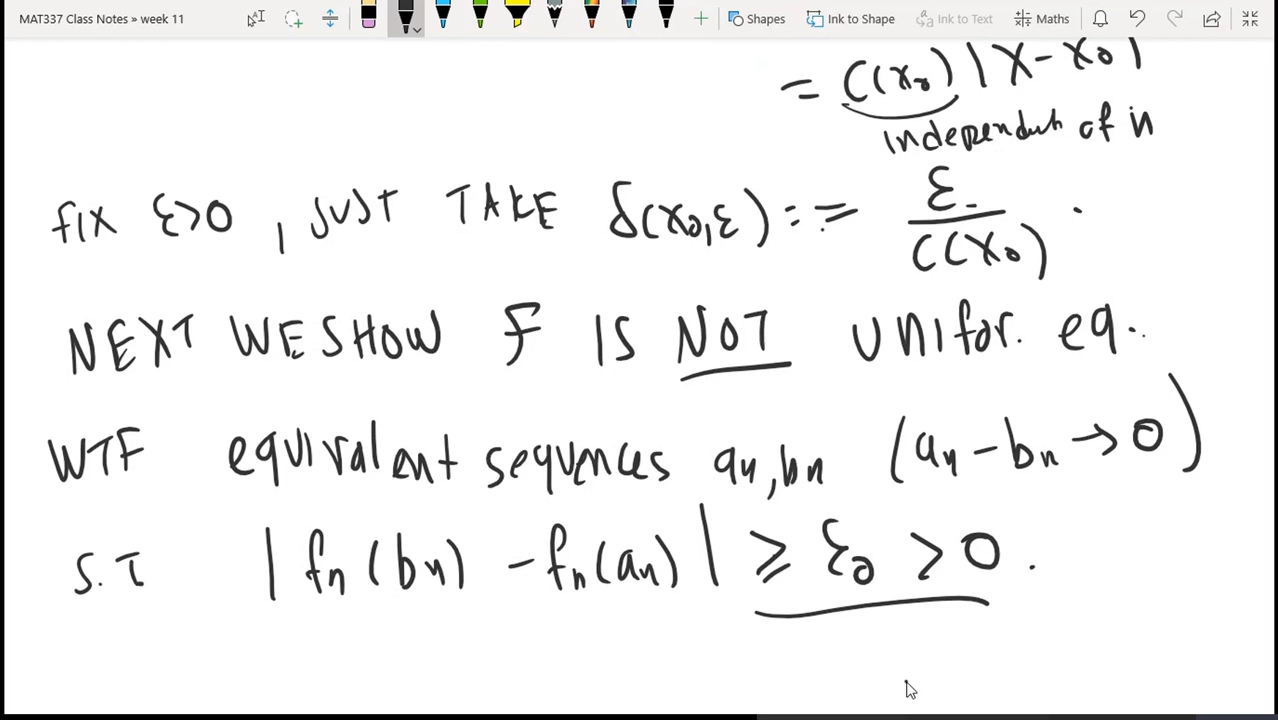 MAT337 Class Notes » week 11
Shapes Ink to Shape Ink to Text Maths
= C(x₀) |x - x₀|
independent of n
fix ε>0, JUST TAKE δ(x₀,ε) := ε / C(x₀) .
NEXT WE SHOW F IS NOT unifor. eq.
WTF equivalent sequences aₙ, bₙ (aₙ - bₙ → 0)
S.T |fₙ(bₙ) - fₙ(aₙ)| ⩾ ε₀ > 0 .